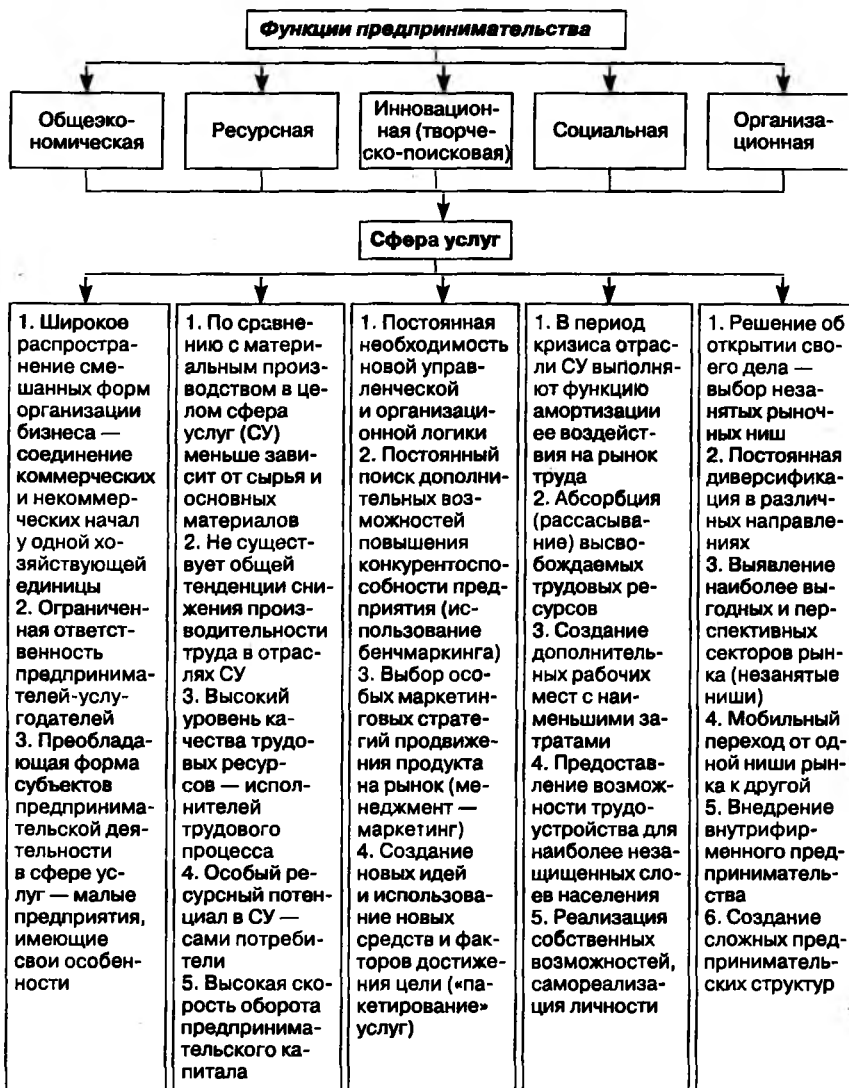 Функции предпринимательства
Общеэко-
номическая
Ресурсная
Инновацион-
ная (творче-
ско-поисковая)
Социальная
Организа-
ционная
Сфера услуг
1. Широкое
распростра-
нение сме-
шанных форм
организации
бизнеса —
соединение
коммерческих
и некоммер-
ческих начал
у одной хо-
зяйствующей
единицы
2. Ограничен-
ная ответст-
венность
предпринима-
телей-услу-
годателей
3. Преоблада-
ющая форма
субъектов
предпринима-
тельской дея-
тельности
в сфере ус-
луг — малые
предприятия,
имеющие
свои особен-
ности
1. По сравне-
нию с матери-
альным произ-
водством в це-
лом сфера
услуг (СУ)
меньше зави-
сит от сырья и
основных
материалов
2. Не сущест-
вует общей
тенденции сни-
жения произ-
водительности
труда в отрас-
лях СУ
3. Высокий
уровень ка-
чества трудо-
вых ресур-
сов — испол-
нителей
трудового
процесса
4. Особый ре-
сурсный потен-
циал в СУ —
сами потреби-
тели
5. Высокая ско-
рость оборота
предпринима-
тельского ка-
питала
1. Постоянная
необходимость
новой управ-
ленческой
и организаци-
онной логики
2. Постоянный
поиск дополни-
тельных воз-
можностей
повышения
конкурентоспо-
собности пред-
приятия (ис-
пользование
бенчмаркинга)
3. Выбор осо-
бых маркетин-
говых страте-
гий продвиже-
ния продукта
на рынок (ме-
неджмент —
маркетинг)
4. Создание
новых идей
и использова-
ние новых
средств и фак-
торов достиже-
ния цели («па-
кетирование»
услуг)
1. В период
кризиса отрас-
ли СУ выполня-
ют функцию
амортизации
ее воздейст-
вия на рынок
труда
2. Абсорбция
(рассасыва-
ние) высво-
бождаемых
трудовых ре-
сурсов
3. Создание
дополнитель-
ных рабочих
мест с наи-
меньшими за-
тратами
4. Предостав-
ление возмож-
ности трудо-
устройства для
наиболее неза-
щищенных сло-
ев населения
5. Реализация
собственных
возможностей,
самореализа-
ция личности
1. Решение об
открытии сво-
его дела —
выбор неза-
нятых рыноч-
ных ниш
2. Постоянная
диверсифика-
ция в различ-
ных направле-
ниях
3. Выявление
наиболее вы-
годных и пер-
спективных
секторов рын-
ка (незанятые
ниши)
4. Мобильный
переход от од-
ной ниши рын-
ка к другой
5. Внедрение
внутрифир-
менного пред-
приниматель-
ства
6. Создание
сложных пред-
приниматель-
ских структур